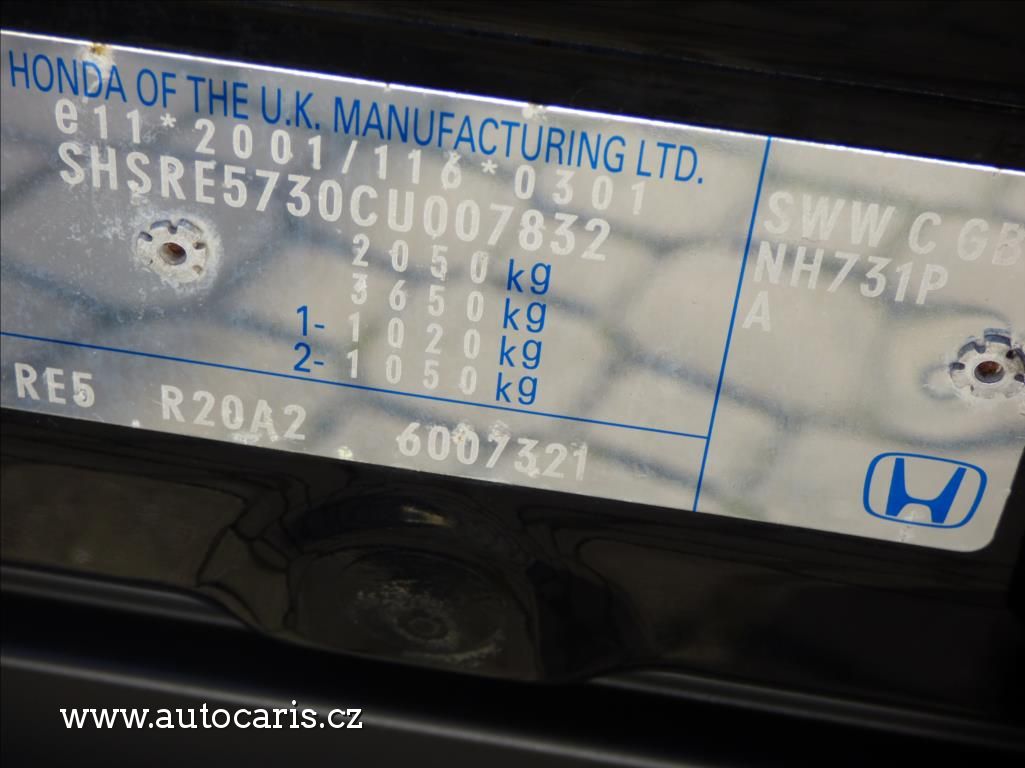 HONDA OF THE U.K. MANUFACTURING LTD.
e11*2001/116*0301
SHSRE5730CU007832
2050 kg
3650 kg
1- 1020 kg
2- 1050 kg
RE5 R20A2 6007321
SWW C GB
NH731P
A
www.autocaris.cz